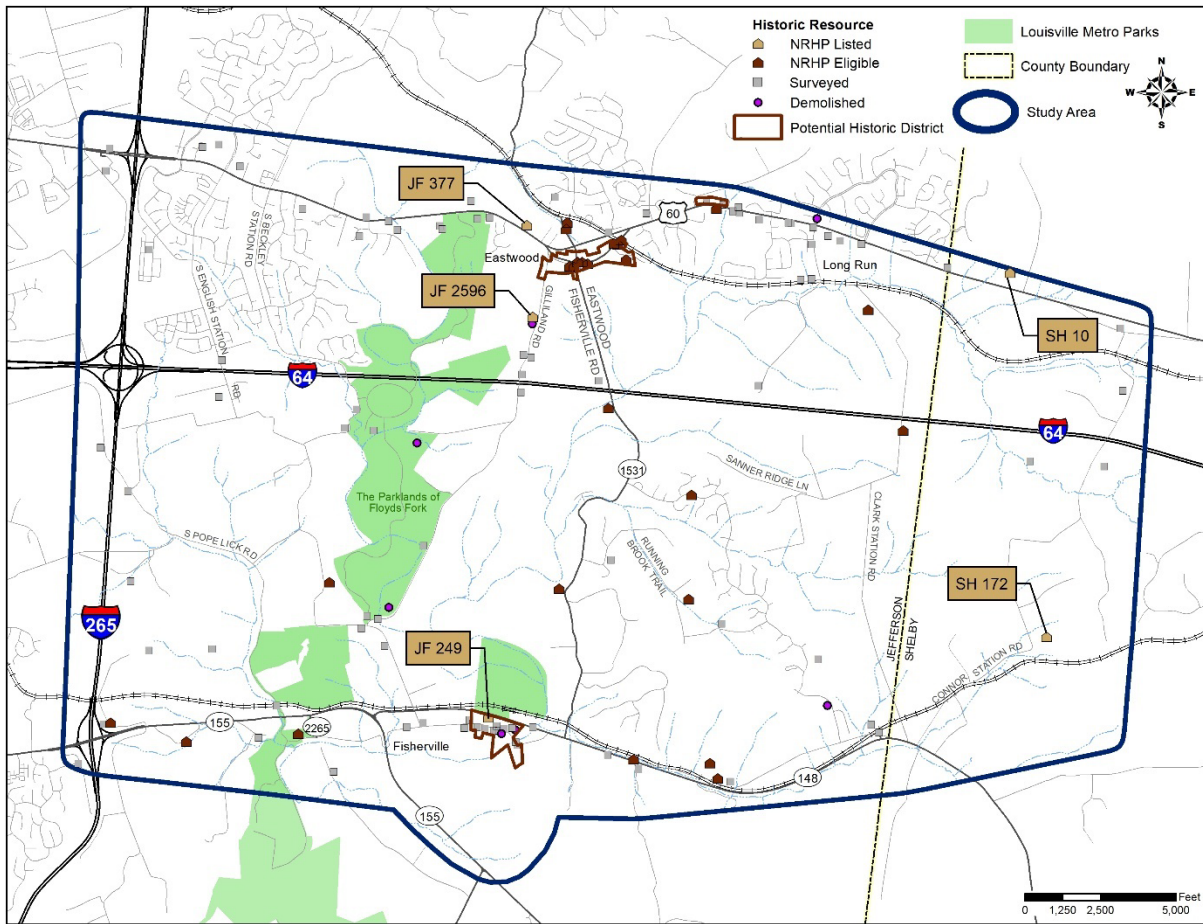 Historic Resource
NRHP Listed
NRHP Eligible
Surveyed
Demolished
Potential Historic District
Louisville Metro Parks
County Boundary
Study Area
N
W
E
S
JF 377
60
S BECKLEY
STATION RD
Eastwood
Long Run
JF 2596
S ENGLISH STATION
RD
GILILAND RD
EASTWOOD
FISHERVILLE RD
SH 10
64
64
1531
SANNER RIDGE LN
The Parklands of
Floyds Fork
S POPE LICK RD
CLARK STATION RD
RUNNING
BROOK TRAIL
SH 172
265
JF 249
JEFFERSON
SHELBY
CONNOR STATION RD
155
2265
Fisherville
148
155
Feet
0 1,250 2,500 5,000